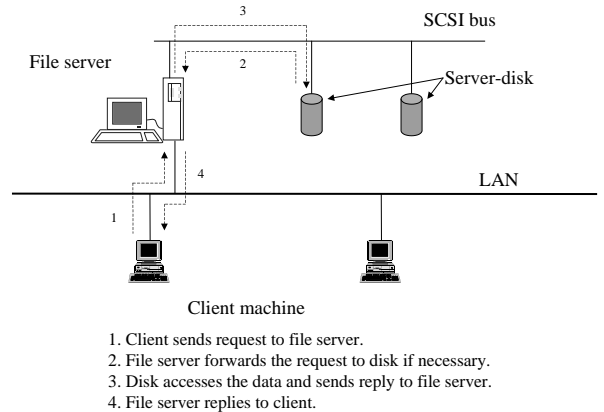 3
SCSI bus
File server
2
Server-disk
4
LAN
1
Client machine
1. Client sends request to file server.
2. File server forwards the request to disk if necessary.
3. Disk accesses the data and sends reply to file server.
4. File server replies to client.